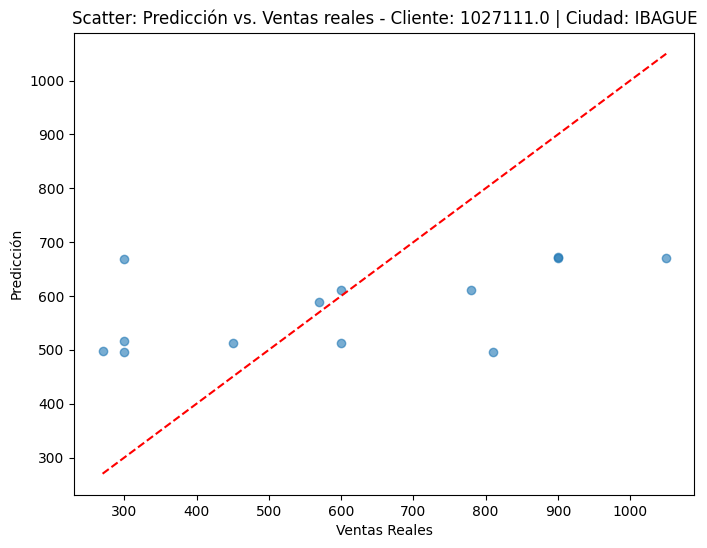 Scatter: Predicción vs. Ventas reales - Cliente: 1027111.0 | Ciudad: IBAGUE
1000
900
800
700
600
500
400
300
Predicción
300 400 500 600 700 800 900 1000
Ventas Reales